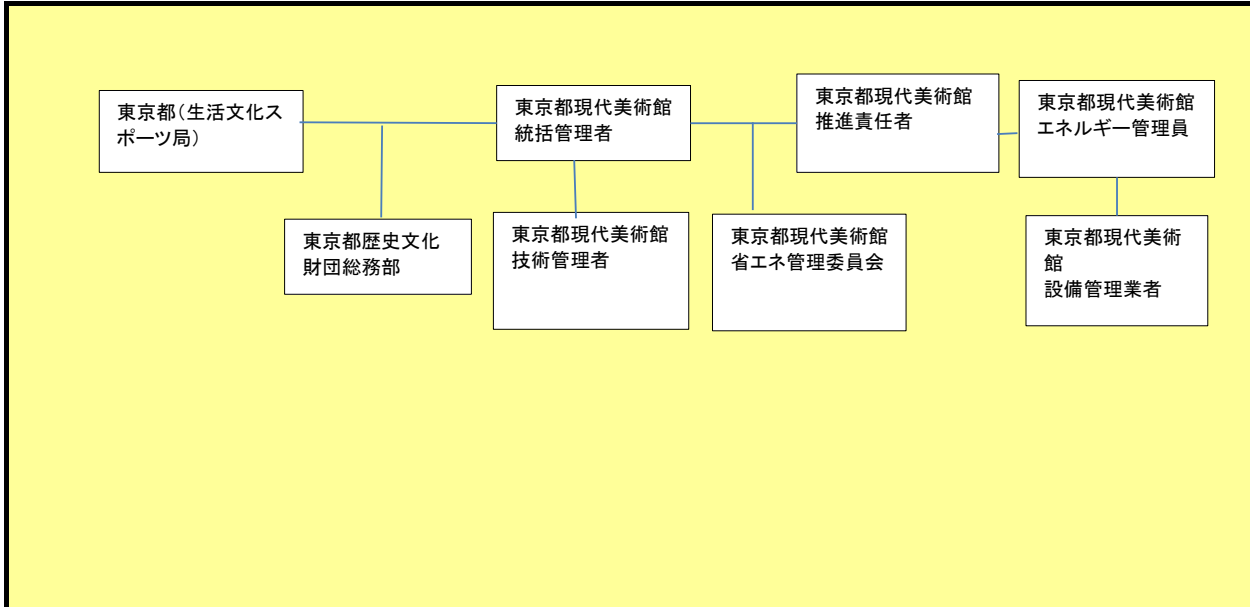 東京都(生活文化ス
ポーツ局)
東京都現代美術館
統括管理者
東京都現代美術館
推進責任者
東京都現代美術館
エネルギー管理員
東京都歴史文化
財団総務部
東京都現代美術館
技術管理者
東京都現代美術館
省エネ管理委員会
東京都現代美術
館
設備管理業者